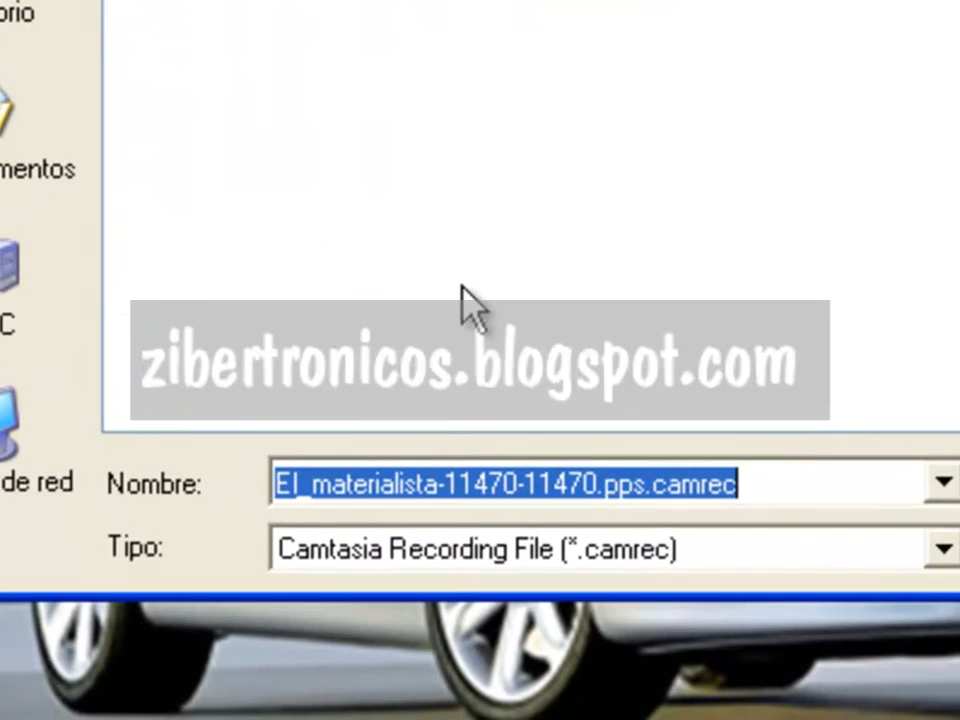 orio
mentos
C
zibertronicos.blogspot.com
de red
Nombre: El_materialista-11470-11470.pps.camrec
Tipo: Camtasia Recording File (*.camrec)